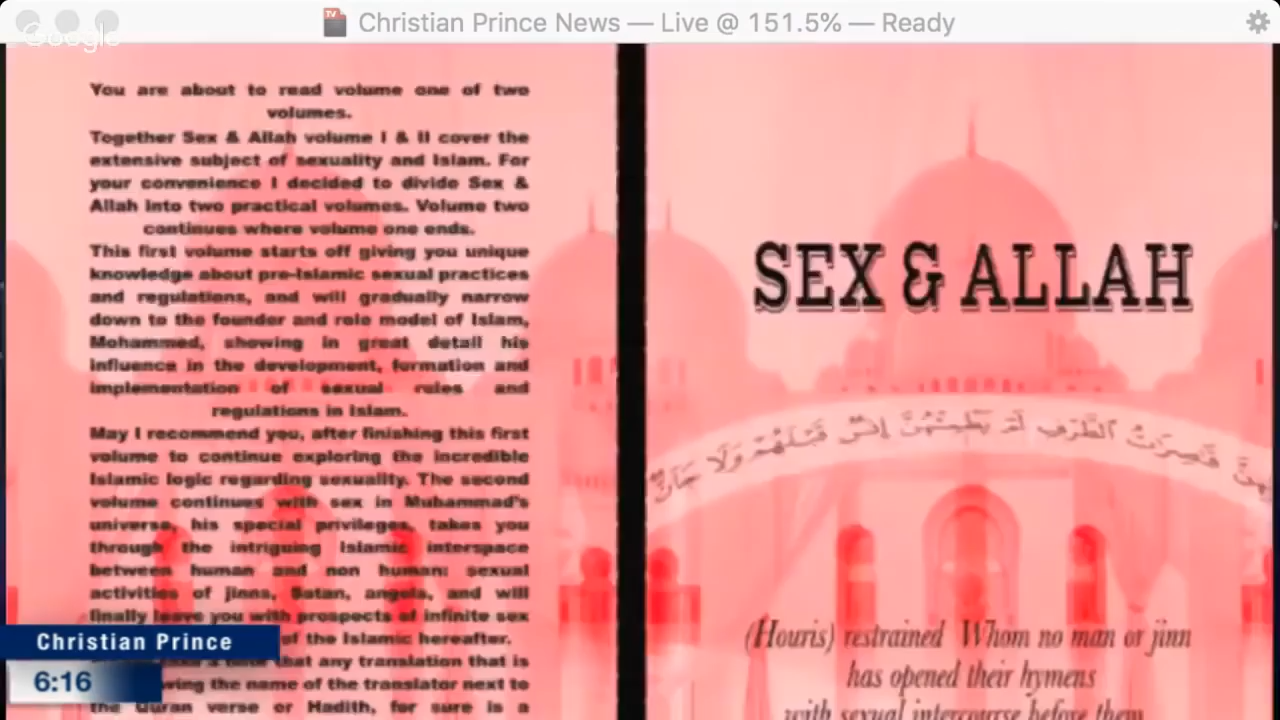 Christian Prince News — Live @ 151.5% — Ready
Google
You are about to read volume one of two
volumes.
Together Sex & Allah volume I & II cover the
extensive subject of sexuality and Islam. For
your convenience I decided to divide Sex &
Allah into two practical volumes. Volume two
continues where volume one ends.
This first volume starts off giving you unique
knowledge about pre-Islamic sexual practices
and regulations, and will gradually narrow
down to the founder and role model of Islam,
Mohammed, showing in great detail his
influence in the development, formation and
implementation of sexual rules and
regulations in Islam.
May I recommend you, after finishing this first
volume to continue exploring the incredible
Islamic logic regarding sexuality. The second
volume continues with sex in Muhammad's
universe, his special privileges, takes you
through the intriguing Islamic interspace
between human and non human: sexual
activities of jinns, Satan, angels, and will
finally leave you with prospects of infinite sex
of the Islamic hereafter.
that any translation that is
the name of the translator next to
the Quran verse or Hadith, for sure is a
Christian Prince
6:16
SEX & ALLAH
قَٰصِرَٰتُ ٱلطَّرْفِ لَمْ يَطْمِثْهُنَّ إِنسٌ قَبْلَهُمْ وَلَا جَانٌّ
(Houris) restrained Whom no man or jinn
has opened their hymens
with sexual intercourse before them